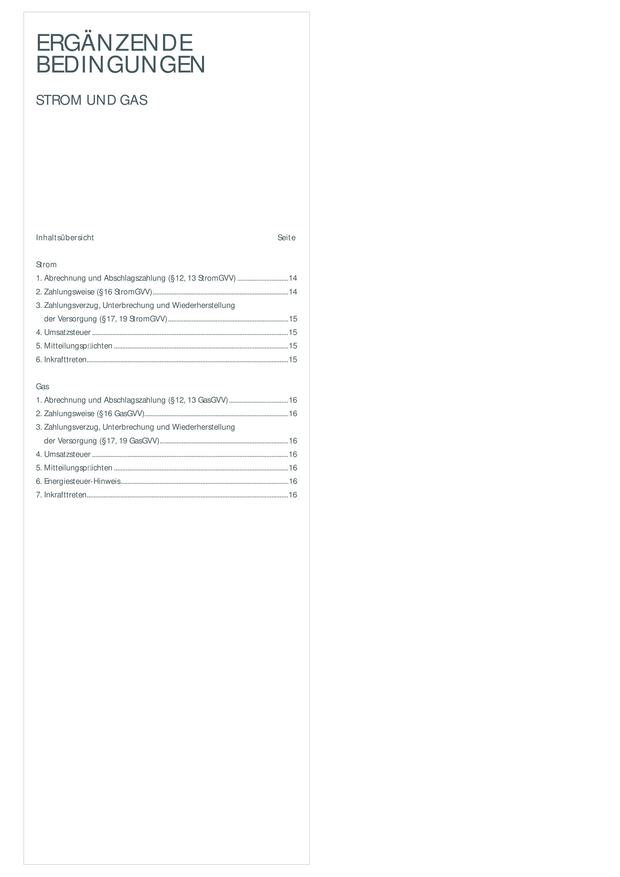 ERGÄNZENDE
BEDINGUNGEN
STROM UND GAS
Inhaltsübersicht Seite
Strom
1. Abrechnung und Abschlagszahlung (§12, 13 StromGVV) 14
2. Zahlungsweise (§16 StromGVV) 14
3. Zahlungsverzug, Unterbrechung und Wiederherstellung
der Versorgung (§17, 19 StromGVV) 15
4. Umsatzsteuer 15
5. Mitteilungspflichten 15
6. Inkrafttreten 15
Gas
1. Abrechnung und Abschlagszahlung (§12, 13 GasGVV) 16
2. Zahlungsweise (§16 GasGVV) 16
3. Zahlungsverzug, Unterbrechung und Wiederherstellung
der Versorgung (§17, 19 GasGVV) 16
4. Umsatzsteuer 16
5. Mitteilungspflichten 16
6. Energiesteuer-Hinweis 16
7. Inkrafttreten 16